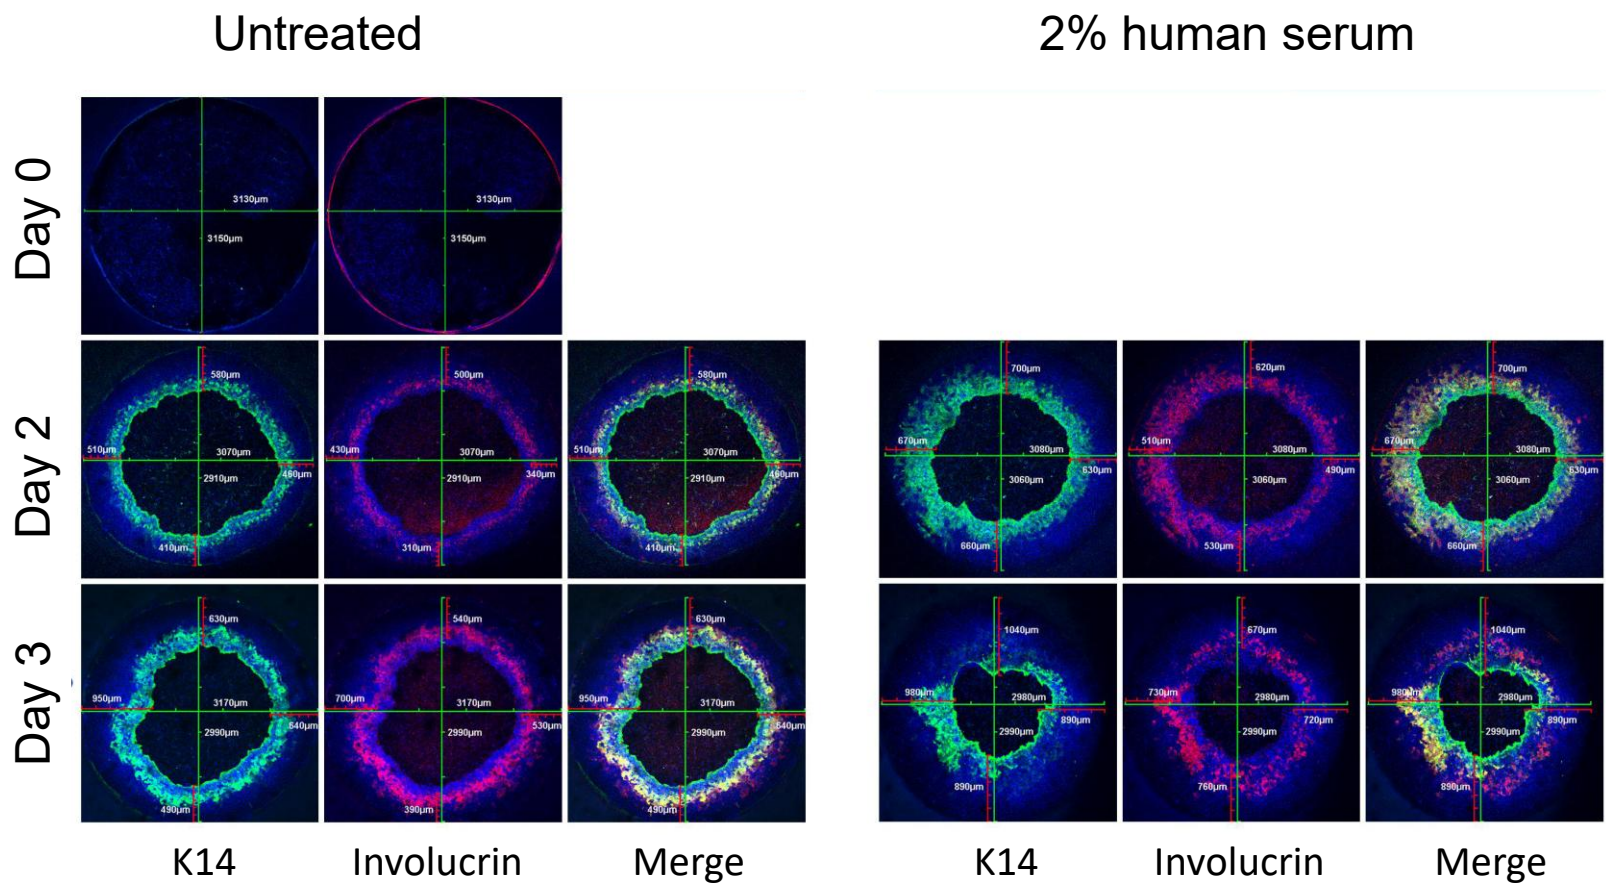 Untreated
2% human serum
Day 0
3130µm
3150µm
3130µm
3150µm
Day 2
580µm
510µm
3070µm
460µm
2910µm
410µm
500µm
430µm
3070µm
340µm
2910µm
310µm
580µm
510µm
3070µm
460µm
2910µm
410µm
700µm
670µm
3080µm
630µm
3060µm
660µm
620µm
510µm
3080µm
490µm
3060µm
530µm
700µm
670µm
3080µm
630µm
3060µm
660µm
Day 3
630µm
950µm
3170µm
540µm
2990µm
490µm
540µm
700µm
3170µm
530µm
2990µm
390µm
630µm
950µm
3170µm
540µm
2990µm
490µm
1040µm
980µm
2980µm
890µm
2990µm
890µm
670µm
730µm
2980µm
720µm
2990µm
760µm
1040µm
980µm
2980µm
890µm
2990µm
890µm
K14
Involucrin
Merge
K14
Involucrin
Merge